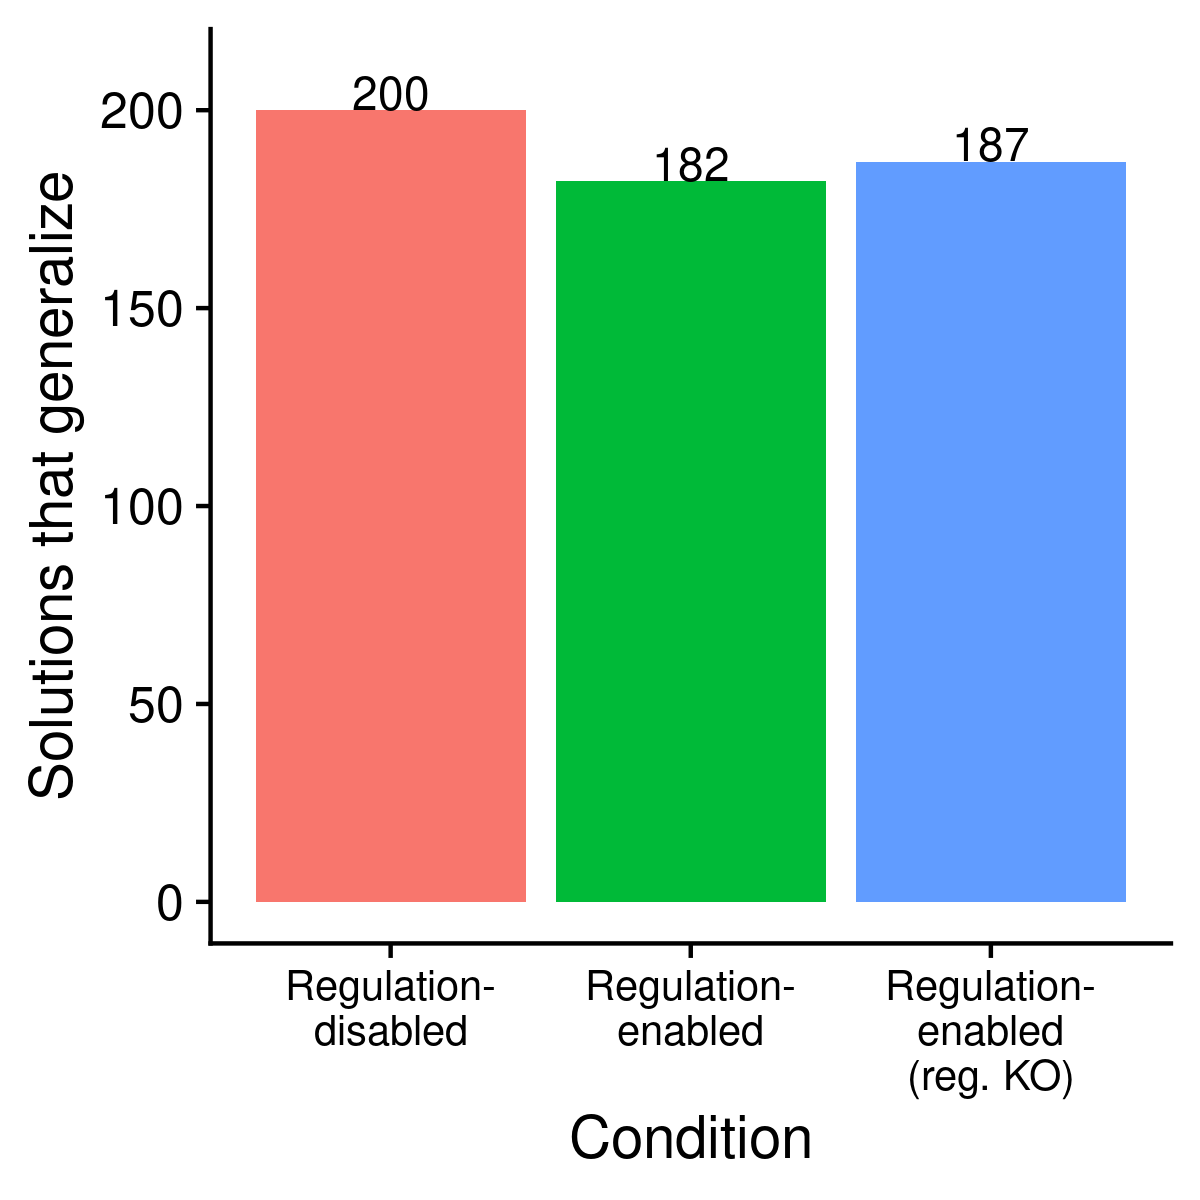 Solutions that generalize
200
150
100
50
0
200
182
187
Regulation-
disabled
Regulation-
enabled
Regulation-
enabled
(reg. KO)
Condition